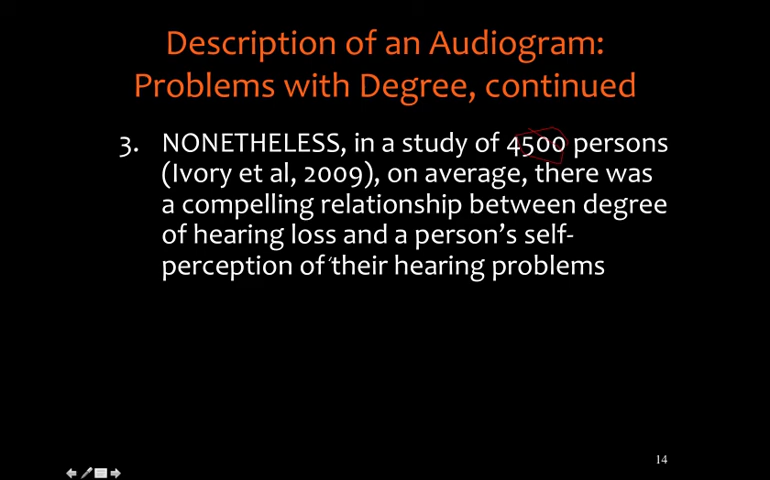 Description of an Audiogram:
Problems with Degree, continued
3. NONETHELESS, in a study of 4500 persons
(Ivory et al, 2009), on average, there was
a compelling relationship between degree
of hearing loss and a person's self-
perception of their hearing problems
14